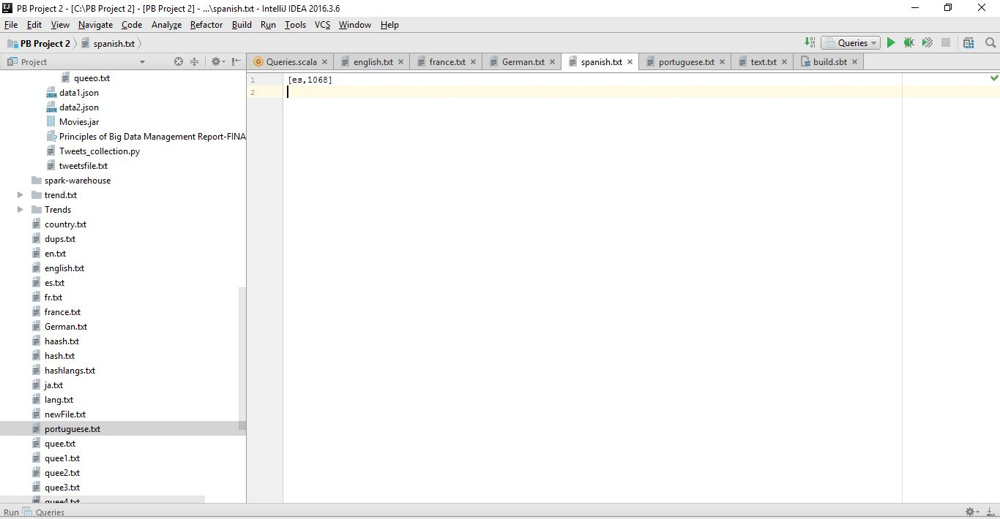 PB Project 2 - [C:\PB Project 2] - [PB Project 2] - ...\spanish.txt - IntelliJ IDEA 2016.3.6
File Edit View Navigate Code Analyze Refactor Build Run Tools VCS Window Help
PB Project 2 spanish.txt Queries
Project
Queries.scala english.txt france.txt German.txt spanish.txt portuguese.txt text.txt build.sbt
queeo.txt
data1.json
data2.json
Movies.jar
Principles of Big Data Management Report-FINA
Tweets_collection.py
tweetsfile.txt
spark-warehouse
trend.txt
Trends
country.txt
dups.txt
en.txt
english.txt
es.txt
fr.txt
france.txt
German.txt
haash.txt
hash.txt
hashlangs.txt
ja.txt
lang.txt
newFile.txt
portuguese.txt
quee.txt
quee1.txt
quee2.txt
quee3.txt
quee4.txt
1 [es,1068]
2
Run Queries